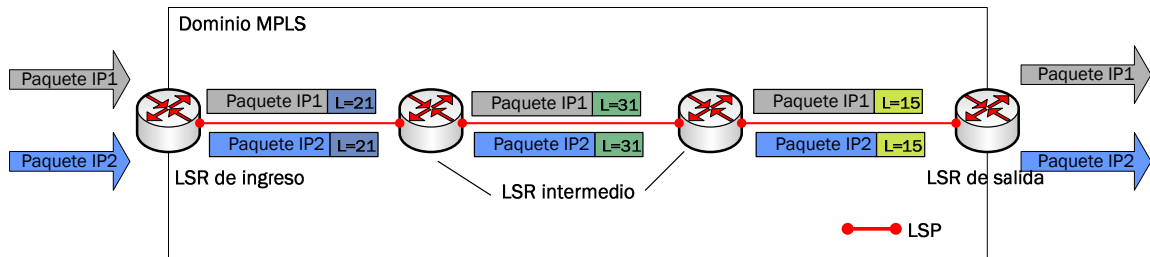 Dominio MPLS
Paquete IP1
Paquete IP1 L=21
Paquete IP1 L=31
Paquete IP1 L=15
Paquete IP1
Paquete IP2
Paquete IP2 L=21
Paquete IP2 L=31
Paquete IP2 L=15
Paquete IP2
LSR de ingreso
LSR intermedio
LSR de salida
LSP